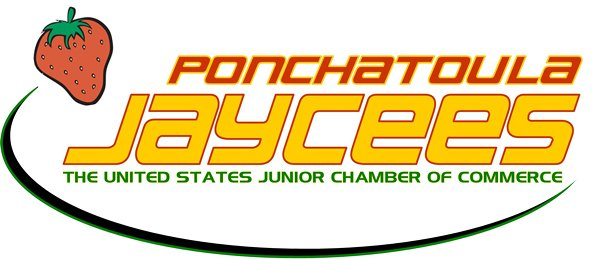 PONCHATOULA
JAYCEES
THE UNITED STATES JUNIOR CHAMBER OF COMMERCE